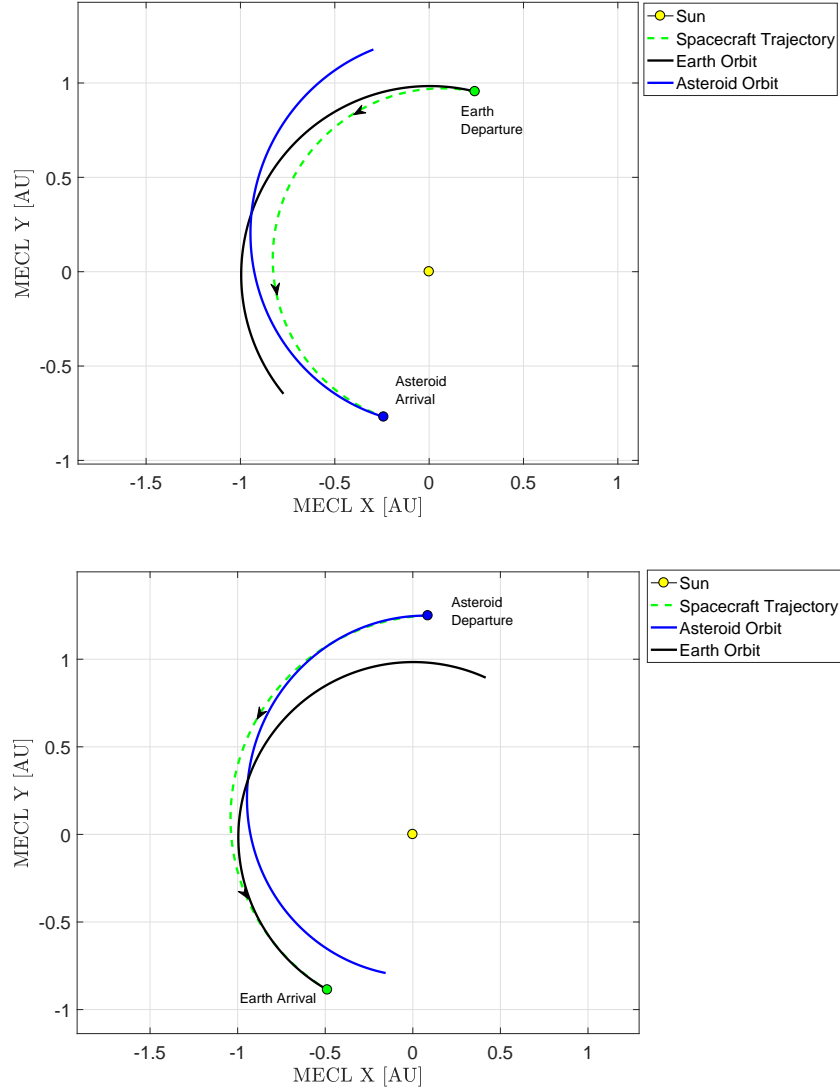 Sun
Spacecraft Trajectory
Earth Orbit
Asteroid Orbit
1
0.5
0
-0.5
-1
MECL Y [AU]
Earth
Departure
Asteroid
Arrival
-1.5
-1
-0.5
0
0.5
1
MECL X [AU]
Sun
Spacecraft Trajectory
Asteroid Orbit
Earth Orbit
1
0.5
0
-0.5
-1
MECL Y [AU]
Asteroid
Departure
Earth Arrival
-1.5
-1
-0.5
0
0.5
1
MECL X [AU]